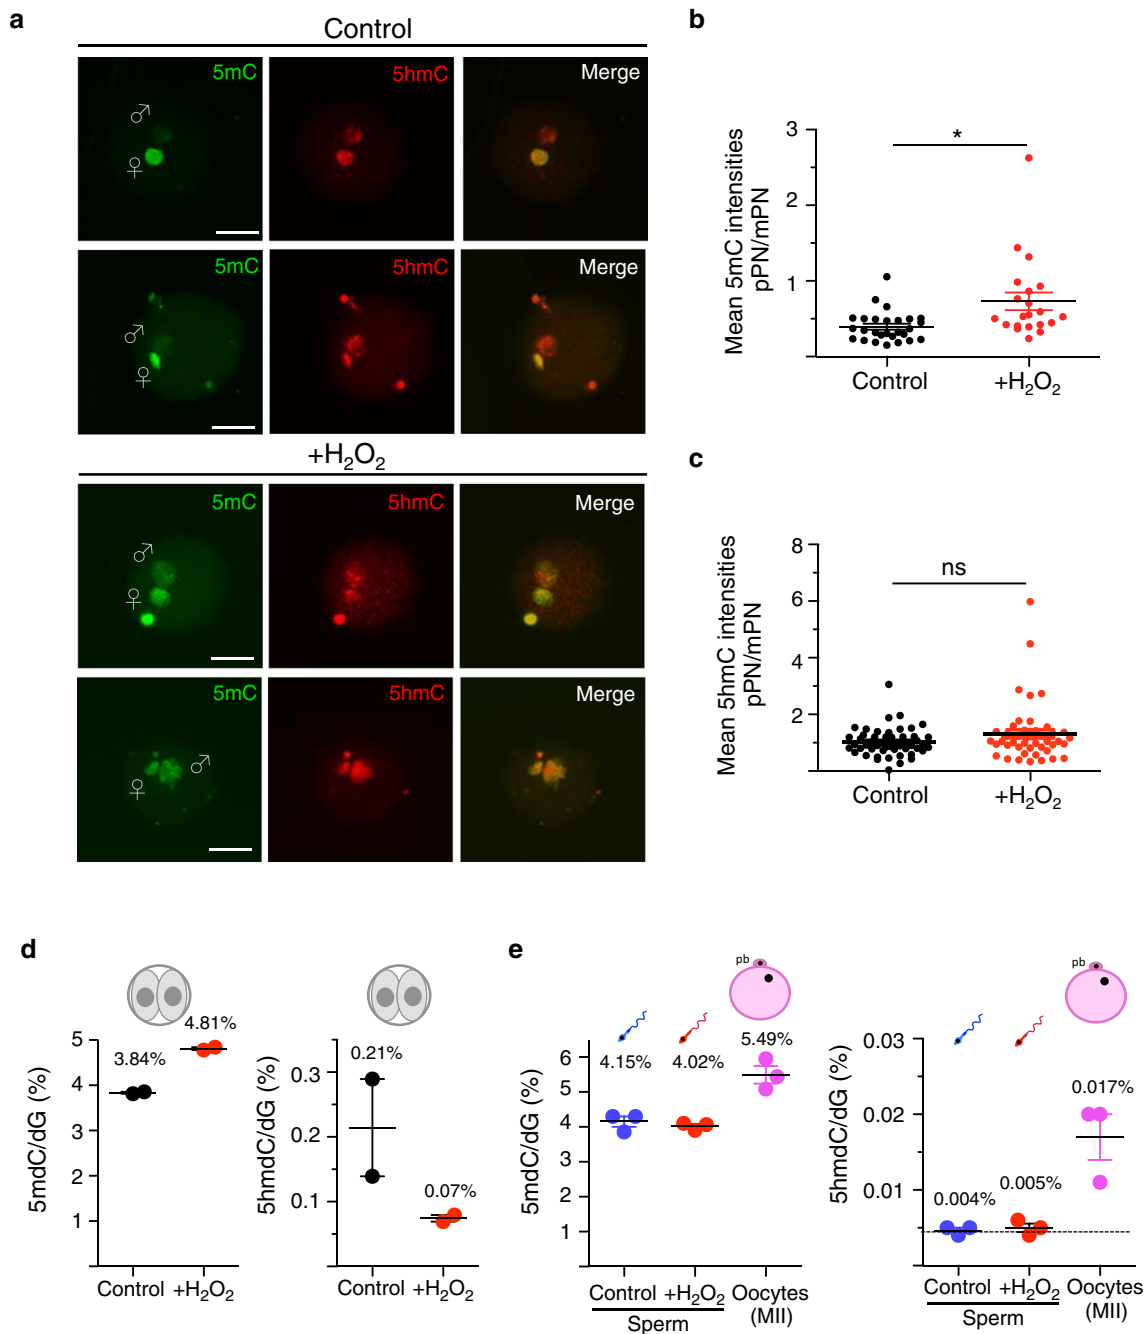 a
Control
5mC
5hmC
Merge
♂
♀
5mC
5hmC
Merge
♂
♀
+H₂O₂
5mC
5hmC
Merge
♂
♀
5mC
5hmC
Merge
♂
♀
b
Mean 5mC intensities
pPN/mPN
3
2
1
*
Control
+H₂O₂
c
Mean 5hmC intensities
pPN/mPN
8
6
4
2
ns
Control
+H₂O₂
d
5mdC/dG (%)
5
4
3
2
1
3.84%
4.81%
Control +H₂O₂
5hmdC/dG (%)
0.3
0.2
0.1
0.21%
0.07%
Control +H₂O₂
e
5mdC/dG (%)
6
5
4
3
2
1
pb
4.15%
4.02%
5.49%
Control +H₂O₂ Oocytes
(MII)
Sperm
5hmdC/dG (%)
0.03
0.02
0.01
pb
0.004%
0.005%
0.017%
Control +H₂O₂ Oocytes
(MII)
Sperm